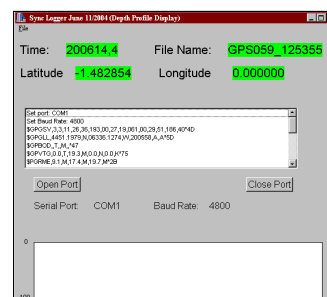 Sync Logger June 11/2004 (Depth Profile Display)
File
Time: 200614.4 File Name: GPS059_125355
Latitude -1.482854 Longitude 0.000000
Set port: COM1
Set Baud Rate: 4800
$GPGSV,3,3,11,26,36,193,00,27,19,061,00,29,51,186,40*4D
$GPGLL,4451.1979,N,06336.1274,W,200558,A,A*5D
$GPBOD,,T,,M,,*47
$GPVTG,0.0,T,19.3,M,0.0,N,0.0,K*75
$PGRME,9.1,M,17.4,M,19.7,M*2B
Open Port Close Port
Serial Port: COM1 Baud Rate: 4800
0
100